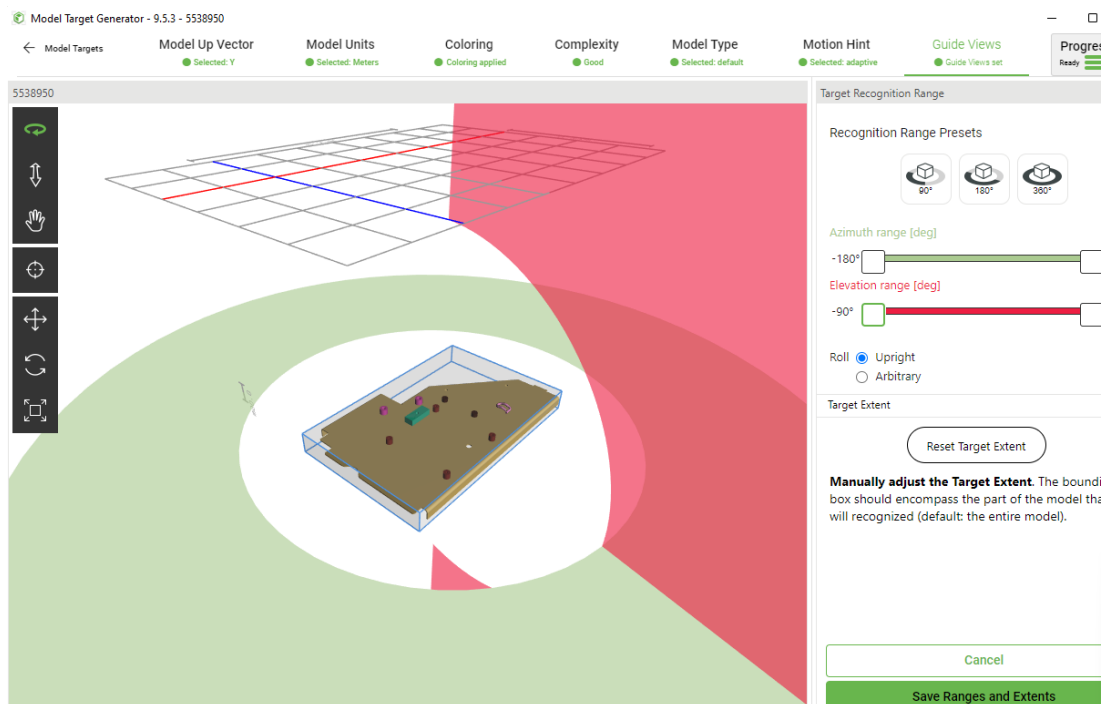 Model Target Generator - 9.5.3 - 5538950
Model Targets
Model Up Vector
Selected: Y
Model Units
Selected: Meters
Coloring
Coloring applied
Complexity
Good
Model Type
Selected: default
Motion Hint
Selected: adaptive
Guide Views
Guide Views set
Progres
Ready
5538950
Target Recognition Range
Recognition Range Presets
90°
180°
360°
Azimuth range [deg]
-180°
Elevation range [deg]
-90°
Roll
Upright
Arbitrary
Target Extent
Reset Target Extent
Manually adjust the Target Extent. The boundi
box should encompass the part of the model tha
will recognized (default: the entire model).
Cancel
Save Ranges and Extents